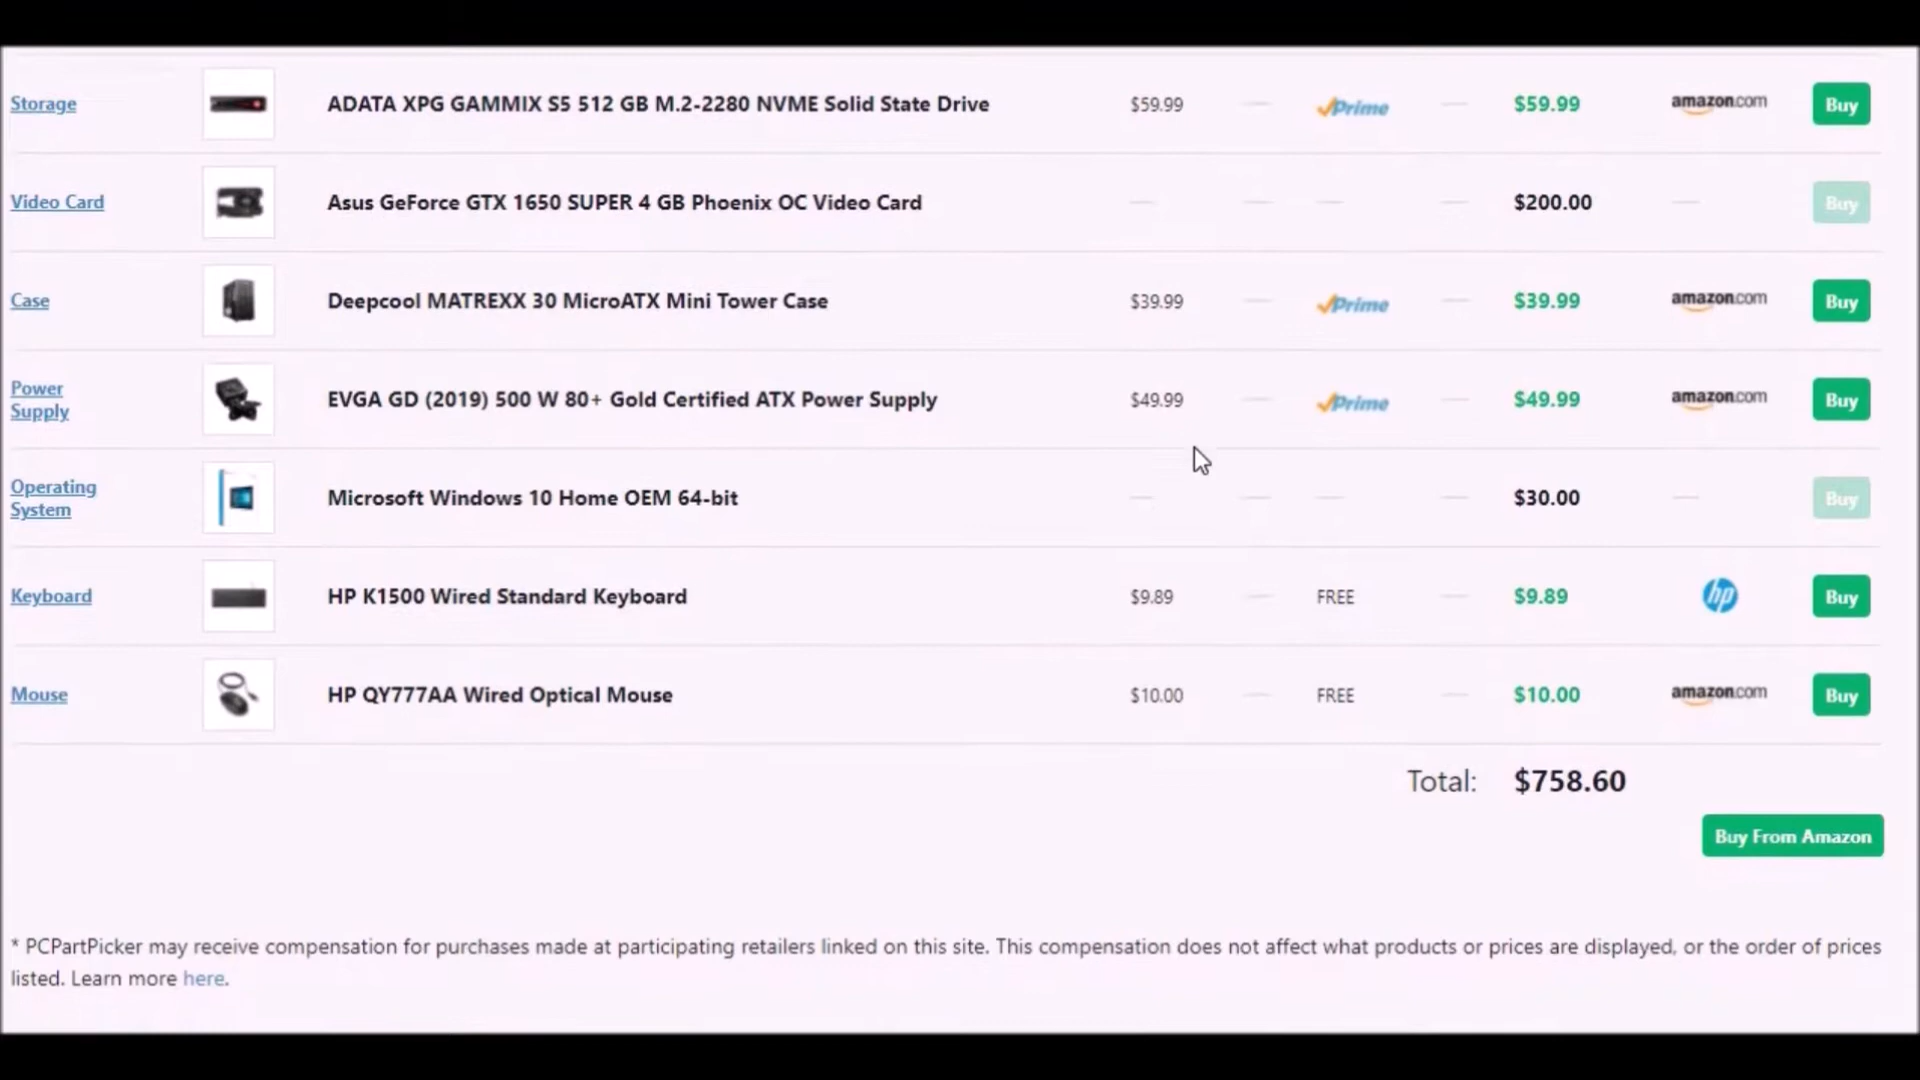 Storage ADATA XPG GAMMIX S5 512 GB M.2-2280 NVME Solid State Drive $59.99 — Prime — $59.99 amazon.com Buy
Video Card Asus GeForce GTX 1650 SUPER 4 GB Phoenix OC Video Card — — — — $200.00 — Buy
Case Deepcool MATREXX 30 MicroATX Mini Tower Case $39.99 — Prime — $39.99 amazon.com Buy
Power
Supply EVGA GD (2019) 500 W 80+ Gold Certified ATX Power Supply $49.99 — Prime — $49.99 amazon.com Buy
Operating
System Microsoft Windows 10 Home OEM 64-bit — — — — $30.00 — Buy
Keyboard HP K1500 Wired Standard Keyboard $9.89 — FREE — $9.89 hp Buy
Mouse HP QY777AA Wired Optical Mouse $10.00 — FREE — $10.00 amazon.com Buy
Total: $758.60
Buy From Amazon
* PCPartPicker may receive compensation for purchases made at participating retailers linked on this site. This compensation does not affect what products or prices are displayed, or the order of prices
listed. Learn more here.